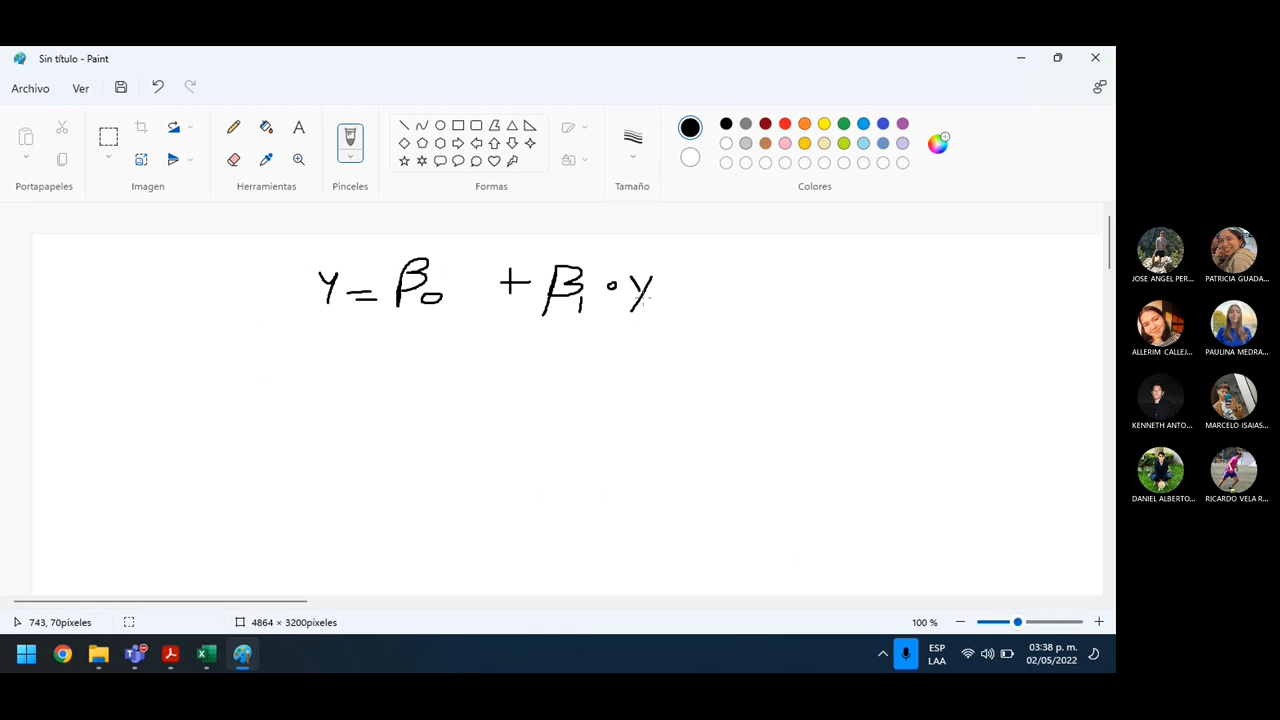 Sin título - Paint
Archivo Ver
Portapapeles Imagen Herramientas Pinceles Formas Tamaño Colores
y = β₀ + β₁ · y
JOSE ANGEL PER... PATRICIA GUADA...
ALLERIM CALLEJ... PAULINA MEDRA...
KENNETH ANTO... MARCELO ISAIAS...
DANIEL ALBERTO... RICARDO VELA R...
743, 70píxeles 4864 × 3200píxeles 100 %
ESP 03:38 p. m.
LAA 02/05/2022